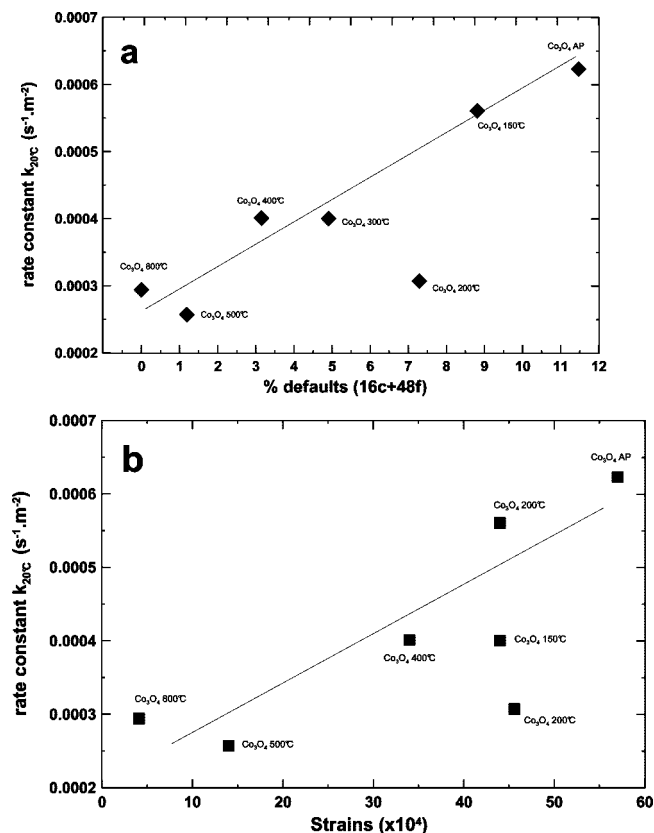 a
rate constant k₂₀℃ (s⁻¹.m⁻²)
0.0007
0.0006
0.0005
0.0004
0.0003
0.0002
Co₃O₄ AP
Co₃O₄ 150℃
Co₃O₄ 400℃
Co₃O₄ 300℃
Co₃O₄ 800℃
Co₃O₄ 200℃
Co₃O₄ 500℃
0 1 2 3 4 5 6 7 8 9 10 11 12
% defaults (16c+48f)
b
rate constant k₂₀℃ (s⁻¹.m⁻²)
0.0007
0.0006
0.0005
0.0004
0.0003
0.0002
Co₃O₄ AP
Co₃O₄ 200℃
Co₃O₄ 150℃
Co₃O₄ 400℃
Co₃O₄ 800℃
Co₃O₄ 200℃
Co₃O₄ 500℃
0 10 20 30 40 50 60
Strains (x10⁴)